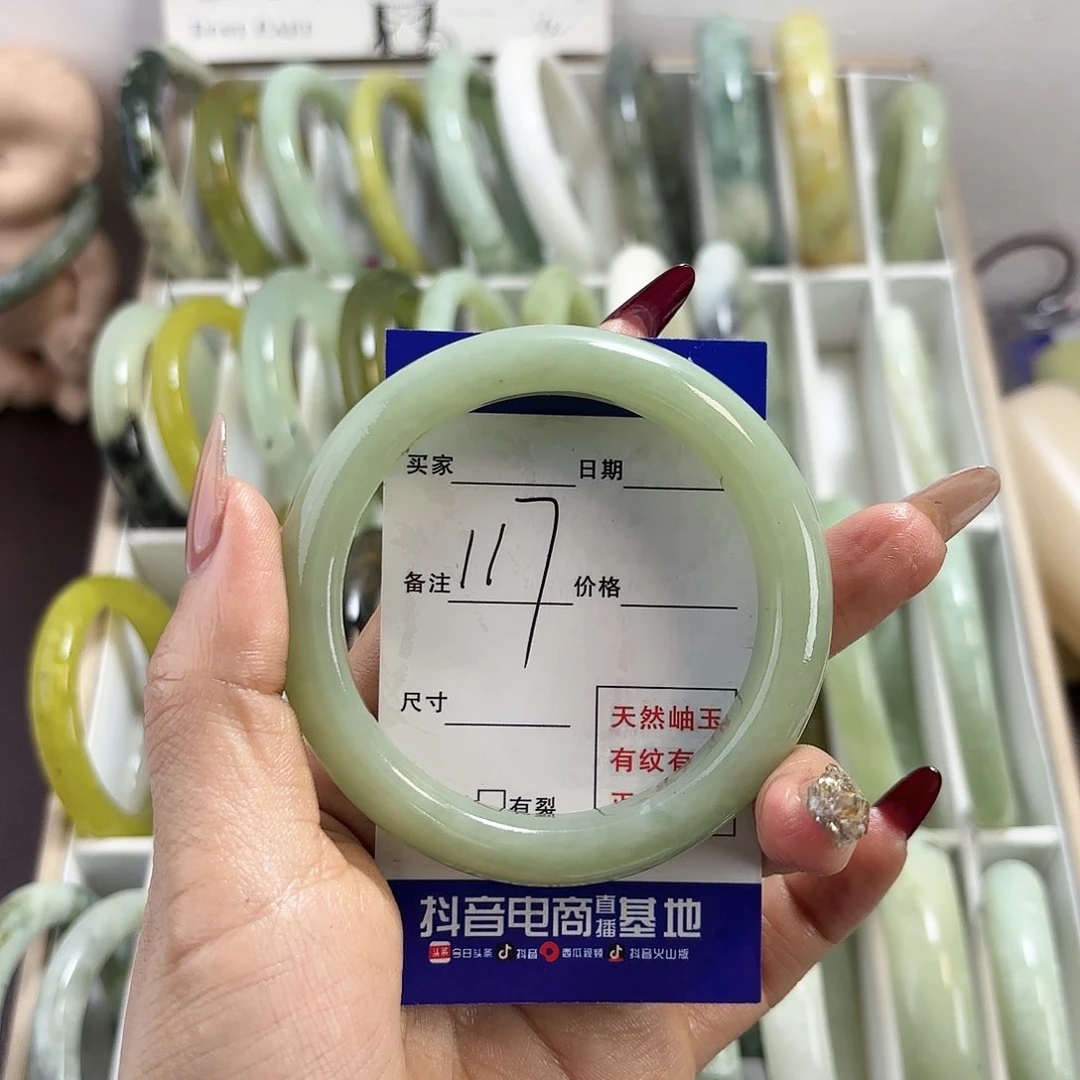 买家 日期
117
备注 价格
尺寸
天然岫玉
有纹有
有裂
抖音电商直播基地
头条 今日头条 抖音 西瓜视频 抖音火山版